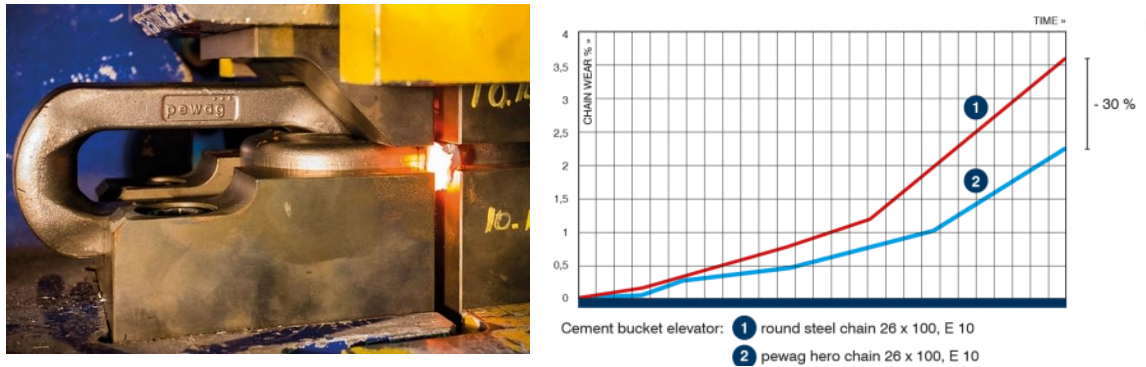 pewag
10.1
10.1
TIME »
CHAIN WEAR % »
4
3,5
3
2,5
2
1,5
1
0,5
0
1
2
- 30 %
Cement bucket elevator: 1 round steel chain 26 x 100, E 10
2 pewag hero chain 26 x 100, E 10